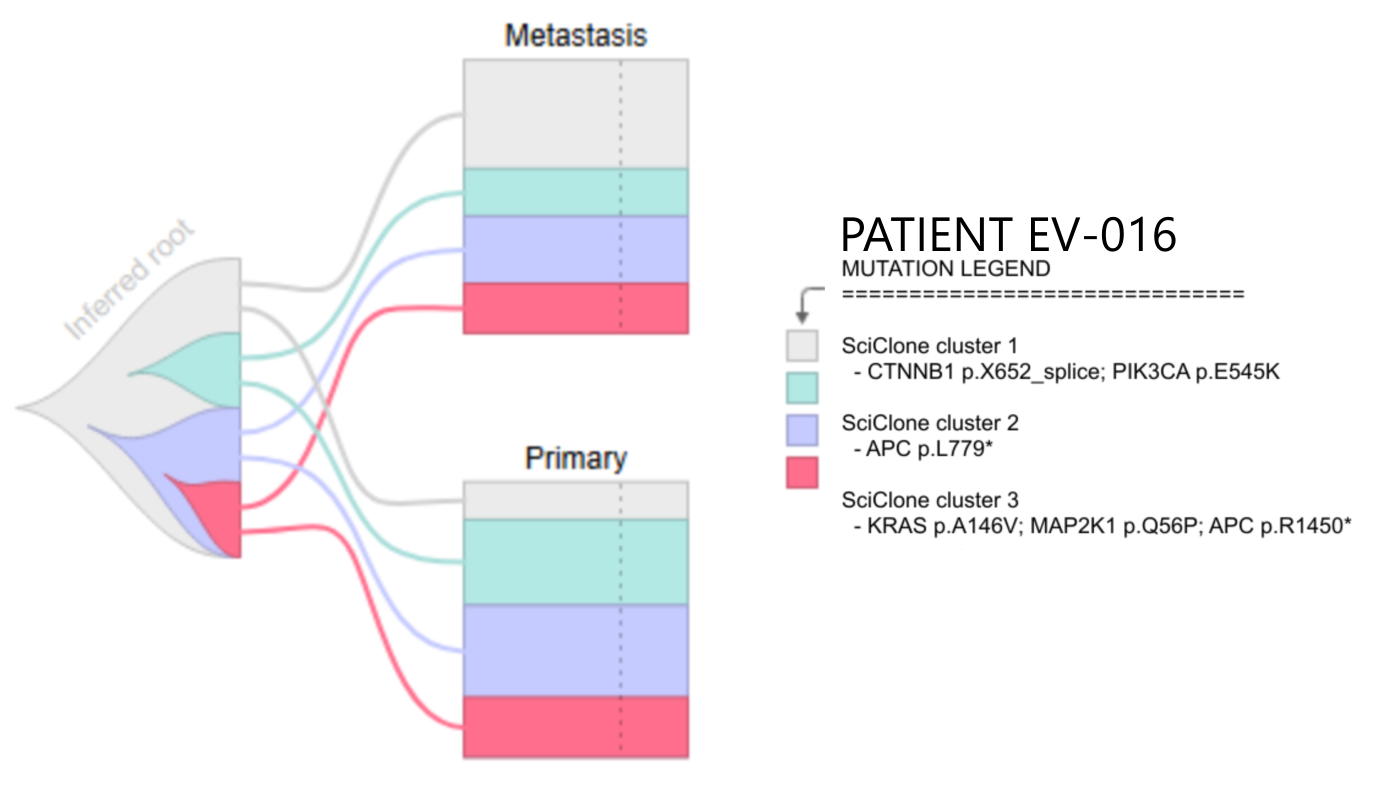 Metastasis
Inferred root
Primary
PATIENT EV-016
MUTATION LEGEND
==============================
SciClone cluster 1
- CTNNB1 p.X652_splice; PIK3CA p.E545K
SciClone cluster 2
- APC p.L779*
SciClone cluster 3
- KRAS p.A146V; MAP2K1 p.Q56P; APC p.R1450*